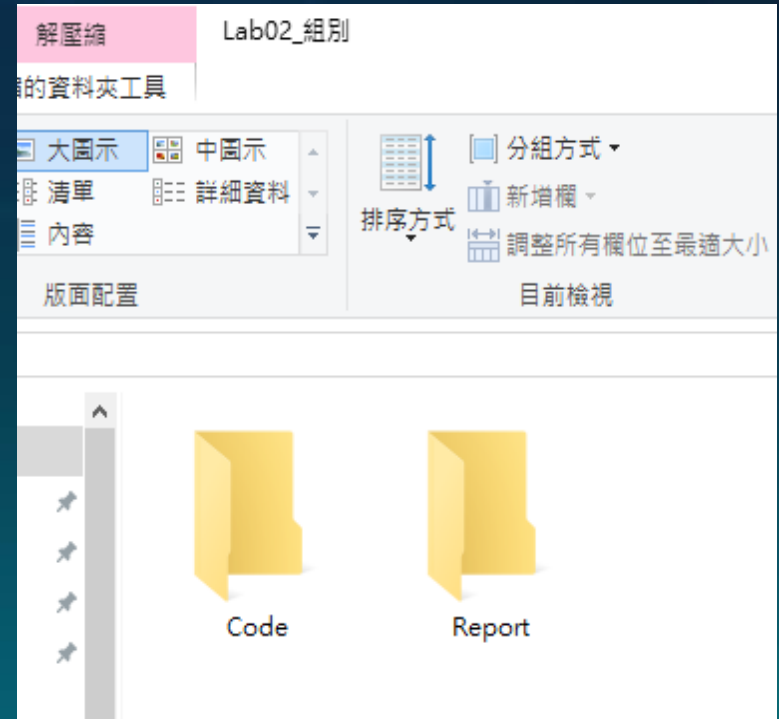 解壓縮
Lab02_組別
的資料夾工具
大圖示
中圖示
清單
詳細資料
內容
版面配置
排序方式
分組方式
新增欄
調整所有欄位至最適大小
目前檢視
Code
Report